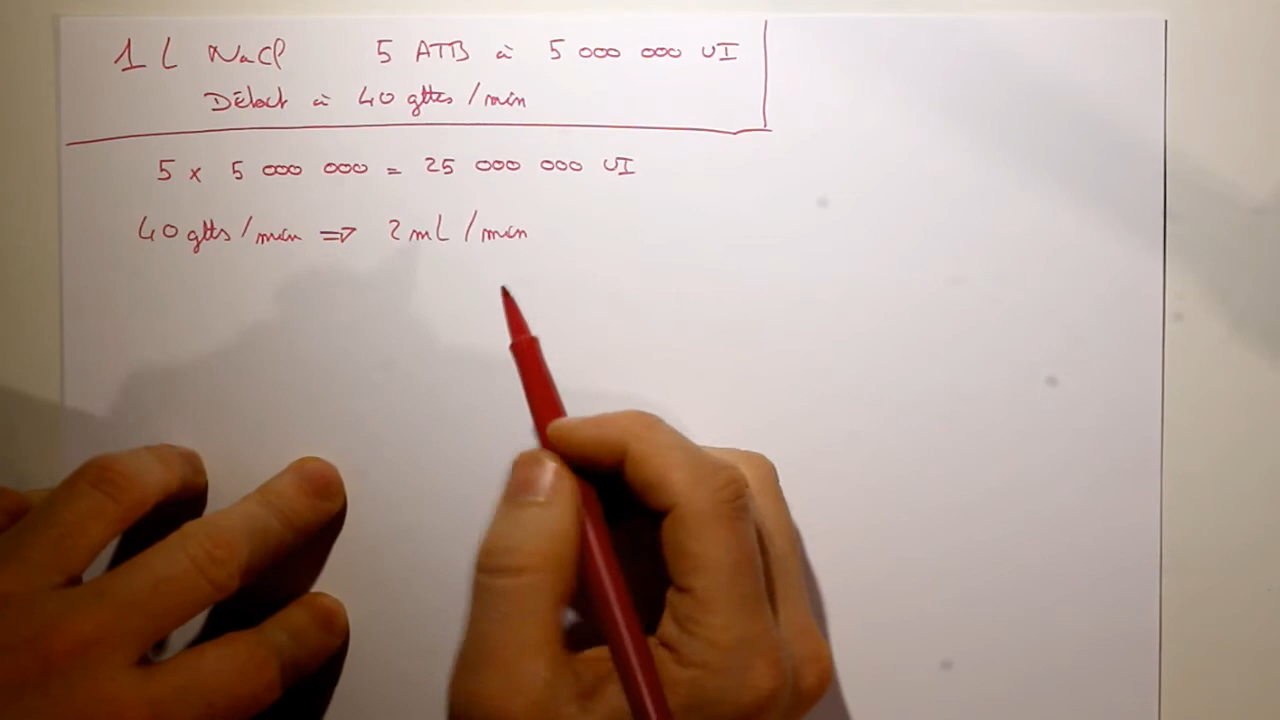 1 L NaCl 5 ATB à 5 000 000 UI
Débit à 40 gttes/min
5 x 5 000 000 = 25 000 000 UI
40 gtts/min => 2 mL/min